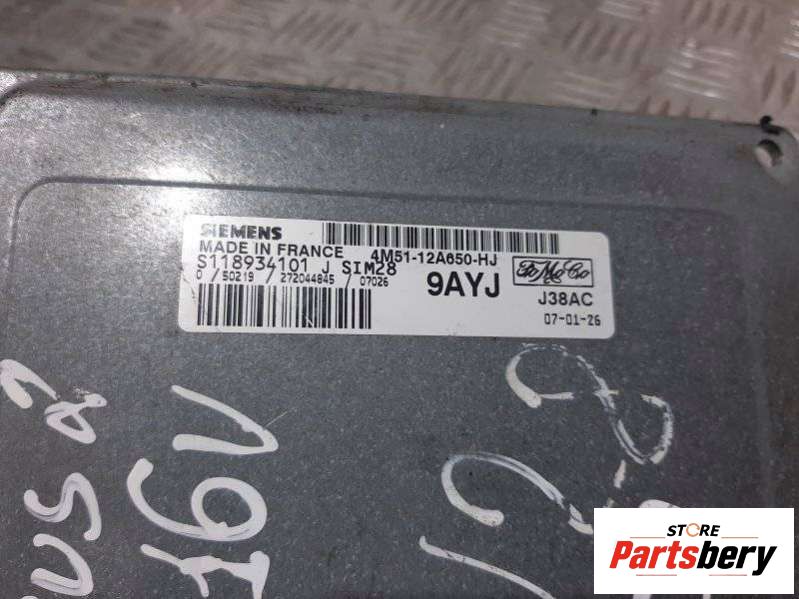 SIEMENS
MADE IN FRANCE 4M51-12A650-HJ
S118934101 J SIM28
0 / 50219 / 272044845 / 07026
9AYJ
FoMoCo
J38AC
07-01-26
16V
STORE
Partsbery